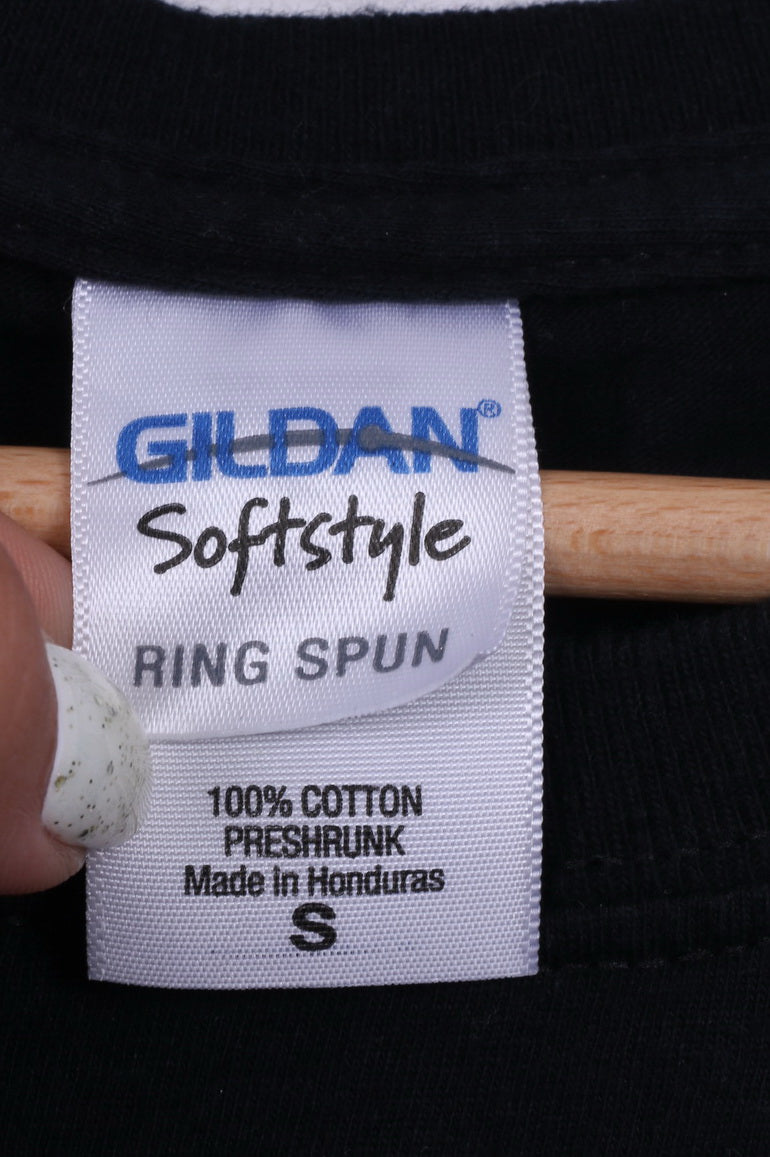 GILDAN®
Softstyle
RING SPUN
100% COTTON
PRESHRUNK
Made in Honduras
S